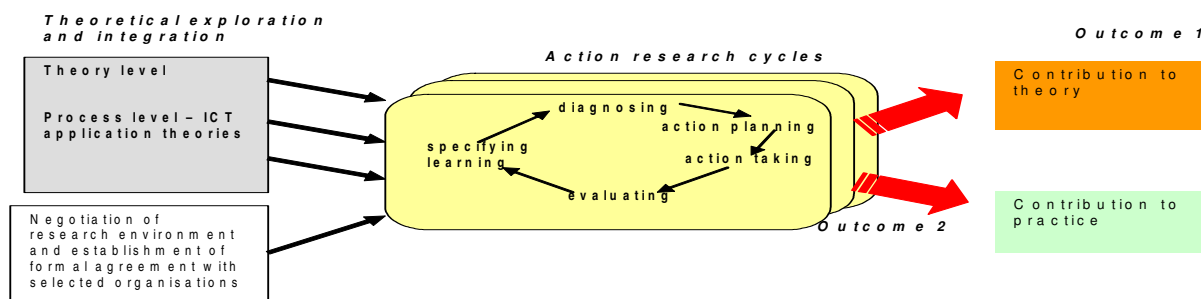 Theoretical exploration
and integration
Theory level
Process level – ICT
application theories
Negotiation of
research environment
and establishment of
formal agreement with
selected organisations
Action research cycles
diagnosing
action planning
action taking
evaluating
specifying
learning
Outcome 1
Contribution to
theory
Outcome 2
Contribution to
practice